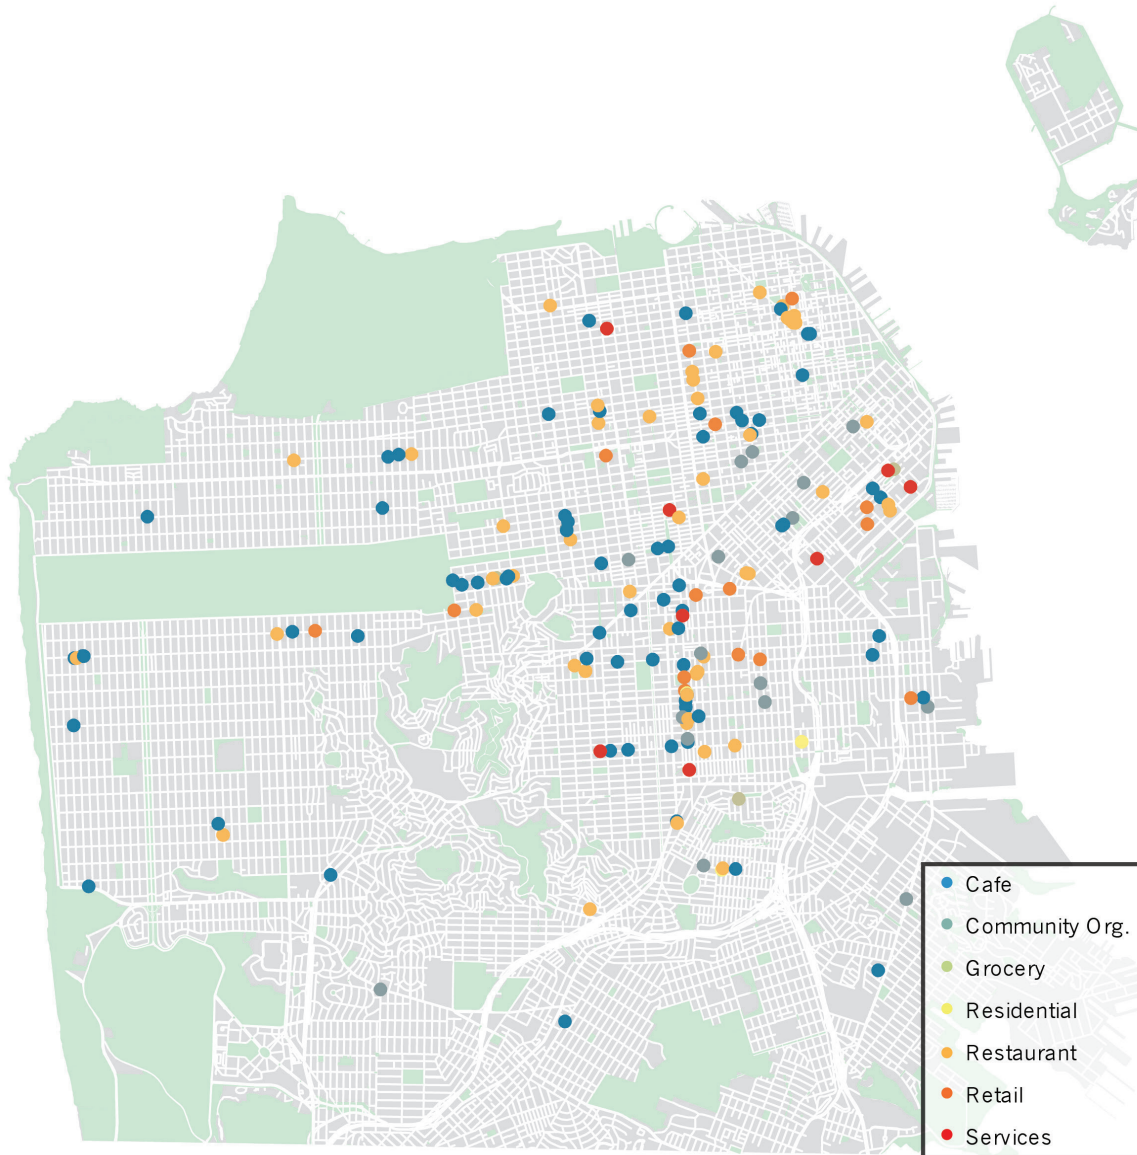 Cafe
Community Org.
Grocery
Residential
Restaurant
Retail
Services